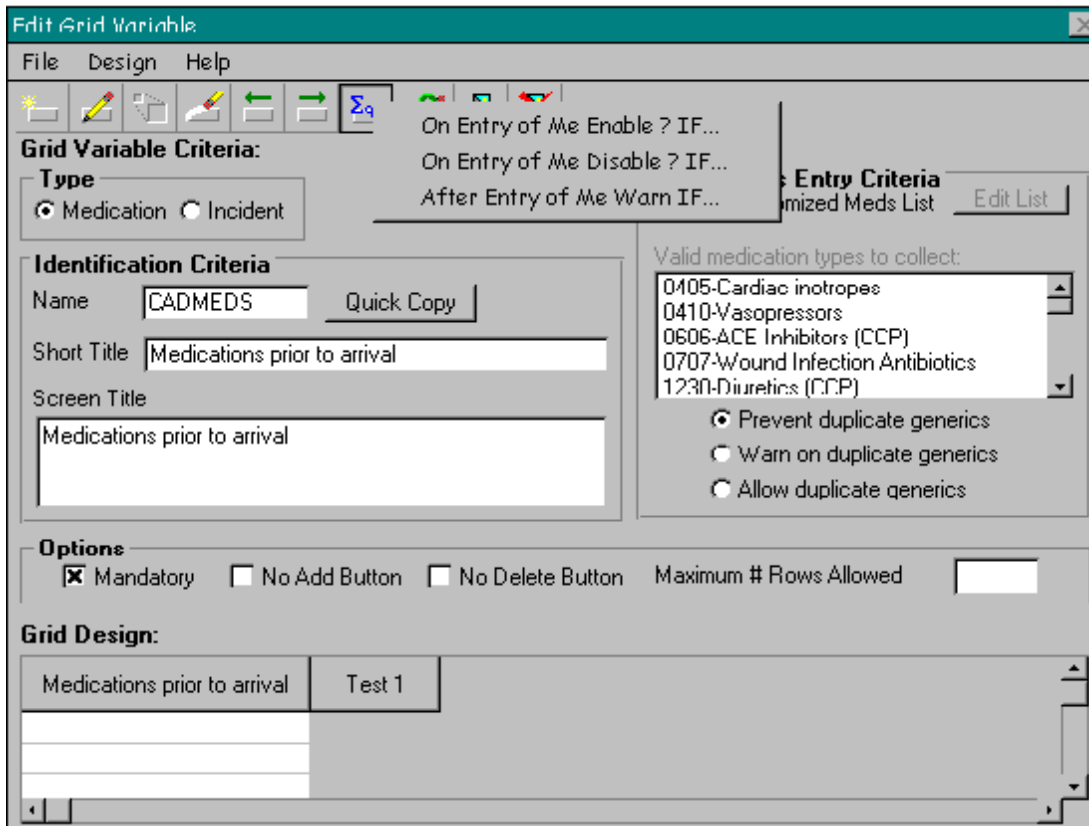 Edit Grid Variable
File Design Help
Σq
On Entry of Me Enable ? IF...
On Entry of Me Disable ? IF...
After Entry of Me Warn IF...
Grid Variable Criteria:
Type
Medication Incident
s Entry Criteria
omized Meds List Edit List
Identification Criteria
Name CADMEDS Quick Copy
Short Title Medications prior to arrival
Screen Title
Medications prior to arrival
Valid medication types to collect:
0405-Cardiac inotropes
0410-Vasopressors
0606-ACE Inhibitors (CCP)
0707-Wound Infection Antibiotics
1230-Diuretics (CCP)
Prevent duplicate generics
Warn on duplicate generics
Allow duplicate generics
Options
Mandatory No Add Button No Delete Button Maximum # Rows Allowed
Grid Design:
Medications prior to arrival Test 1